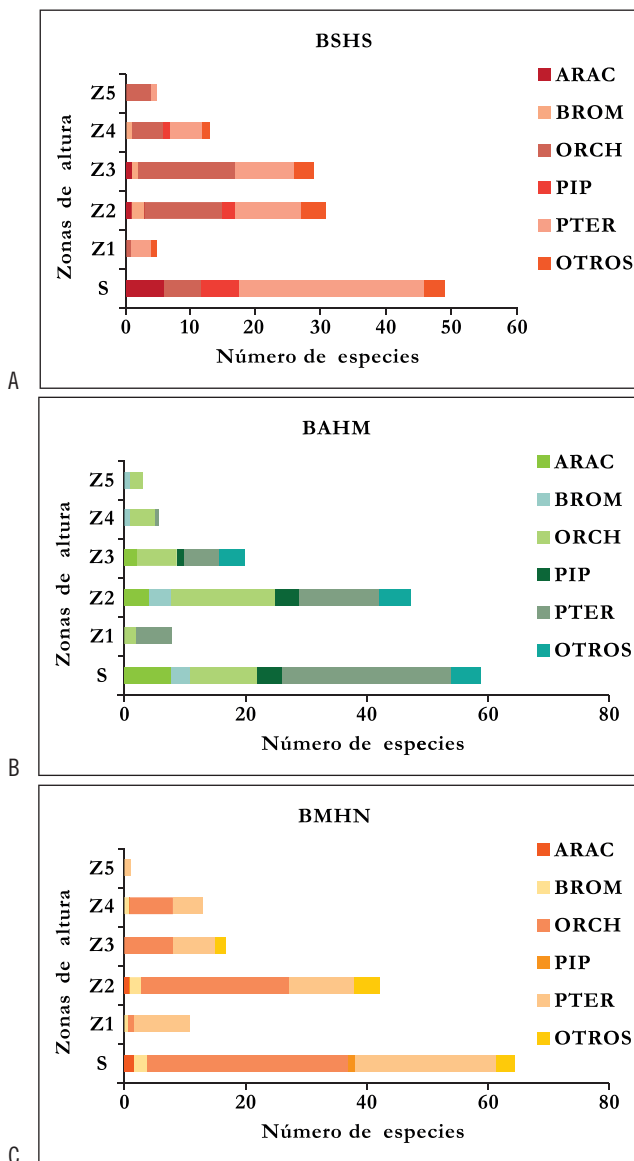 BSHS
Zonas de altura
Z5
Z4
Z3
Z2
Z1
S
0 10 20 30 40 50 60
Número de especies
ARAC
BROM
ORCH
PIP
PTER
OTROS
A
BAHM
Zonas de altura
Z5
Z4
Z3
Z2
Z1
S
0 20 40 60 80
Número de especies
ARAC
BROM
ORCH
PIP
PTER
OTROS
B
BMHN
Zonas de altura
Z5
Z4
Z3
Z2
Z1
S
0 20 40 60 80
Número de especies
ARAC
BROM
ORCH
PIP
PTER
OTROS
C